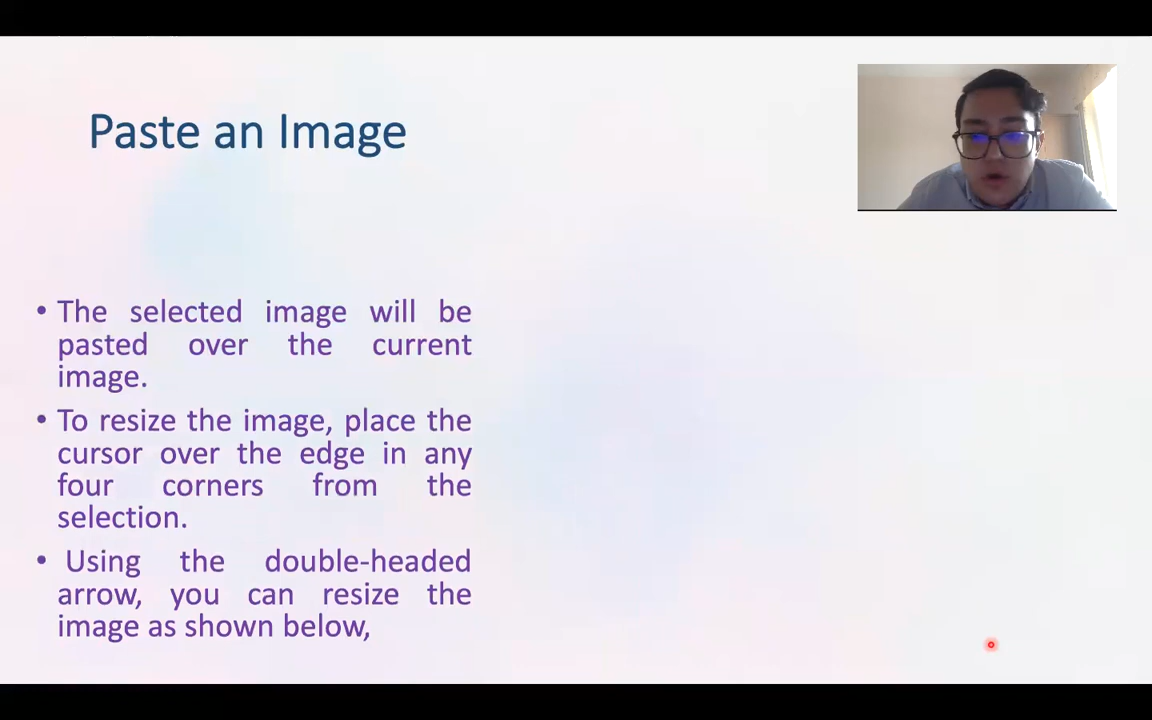 Paste an Image
• The selected image will be
pasted over the current
image.
• To resize the image, place the
cursor over the edge in any
four corners from the
selection.
• Using the double-headed
arrow, you can resize the
image as shown below,